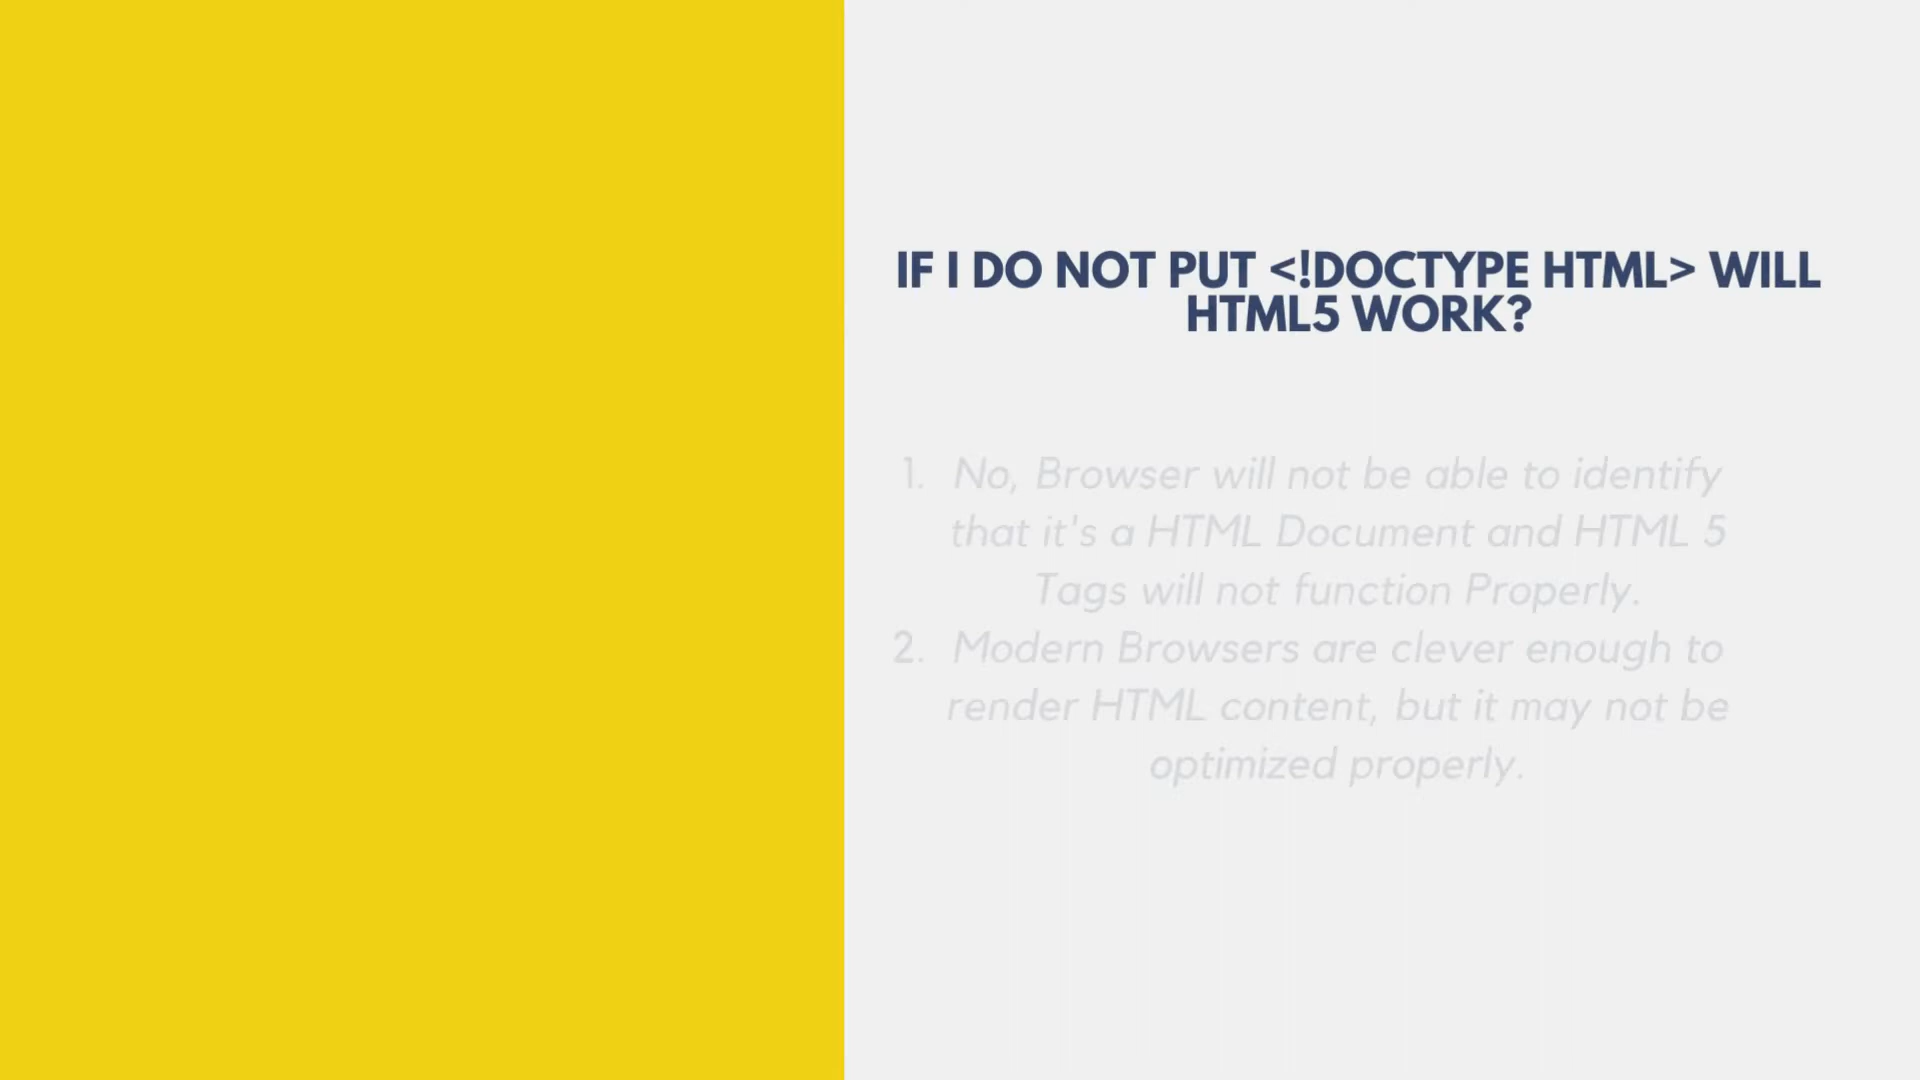 IF I DO NOT PUT <!DOCTYPE HTML> WILL
HTML5 WORK?
1. No, Browser will not be able to identify
that it's a HTML Document and HTML 5
Tags will not function Properly.
2. Modern Browsers are clever enough to
render HTML content, but it may not be
optimized properly.